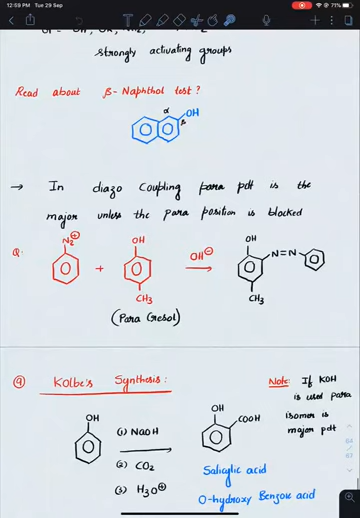 12:59 PM Tue 29 Sep
71%
strongly activating groups
Read about β-Naphthol test?
α
OH
β
→ In diazo coupling para pdt is the
major unless the para position is blocked
Q:
N₂⊕
+
OH
CH₃
(Para Cresol)
OH⊖
OH
N=N
CH₃
⑨ Kolbe's Synthesis:
OH
(1) NaOH
(2) CO₂
(3) H₃O⊕
OH
COOH
Salicylic acid
O-hydroxy Benzoic acid
Note: If KOH
is used para
isomer is
major pdt
64